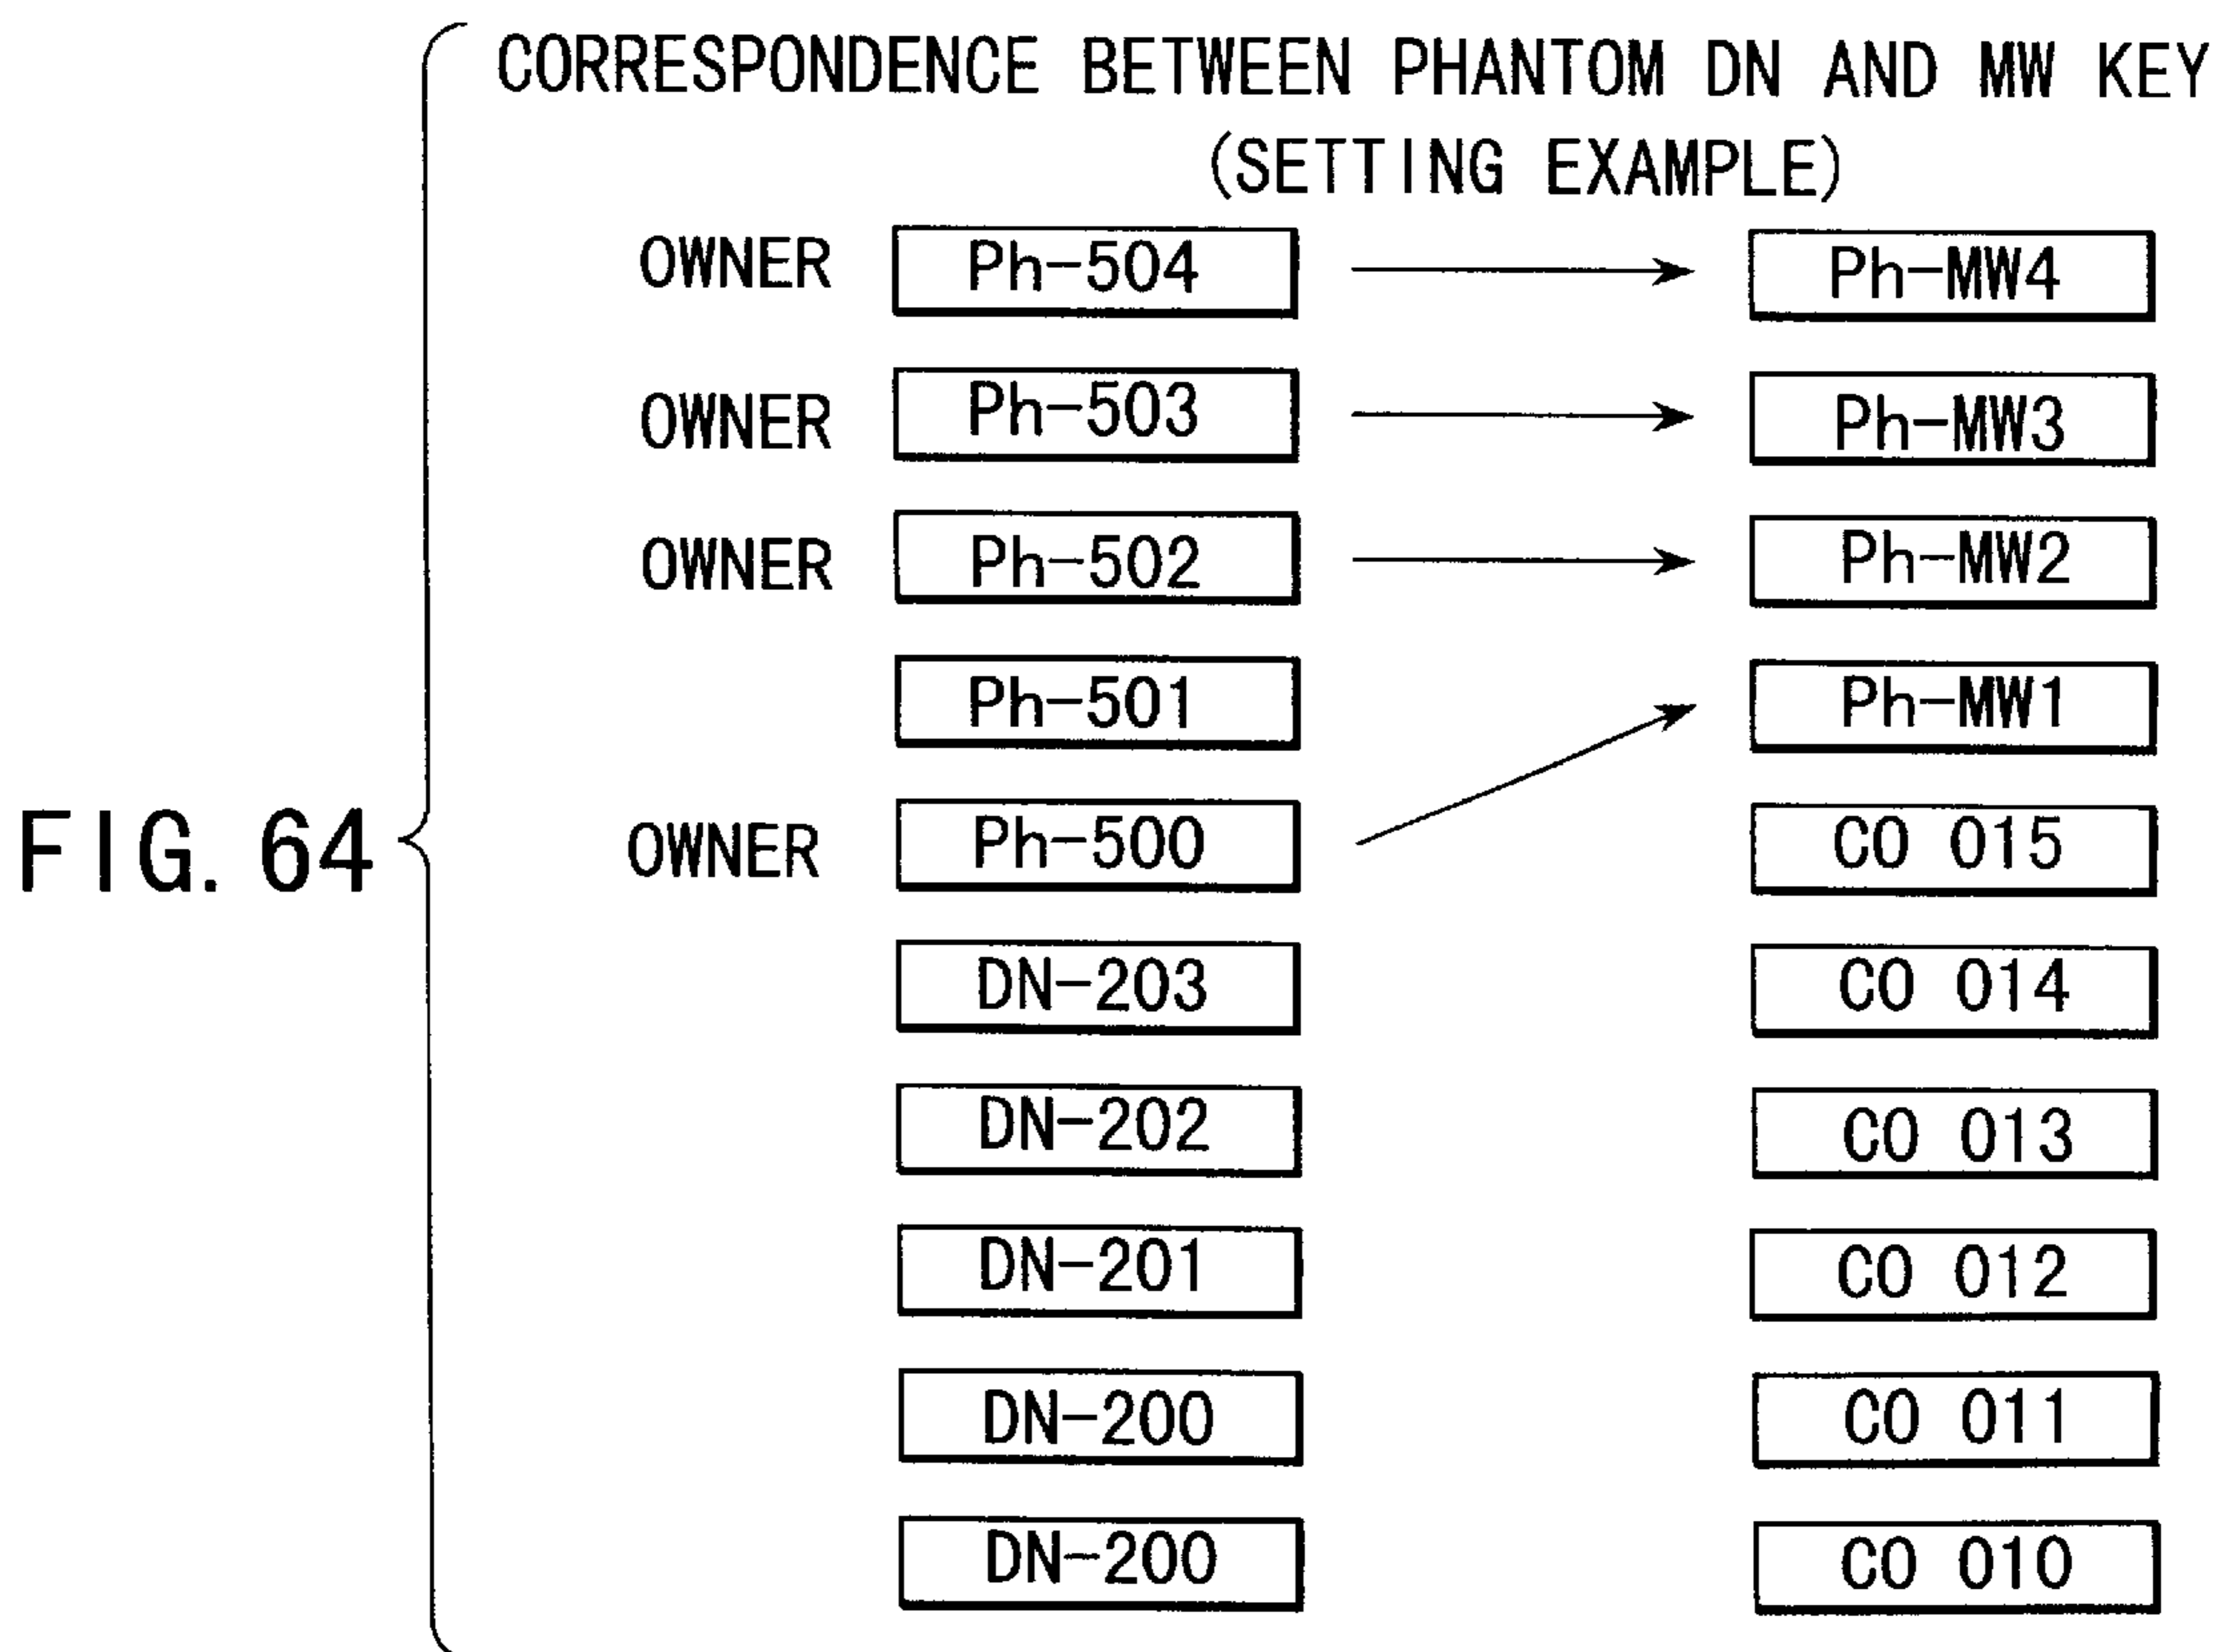 CORRESPONDENCE BETWEEN PHANTOM DN AND MW KEY
(SETTING EXAMPLE)
OWNER Ph-504 Ph-MW4
OWNER Ph-503 Ph-MW3
OWNER Ph-502 Ph-MW2
Ph-501 Ph-MW1
FIG. 64 OWNER Ph-500 CO 015
DN-203 CO 014
DN-202 CO 013
DN-201 CO 012
DN-200 CO 011
DN-200 CO 010